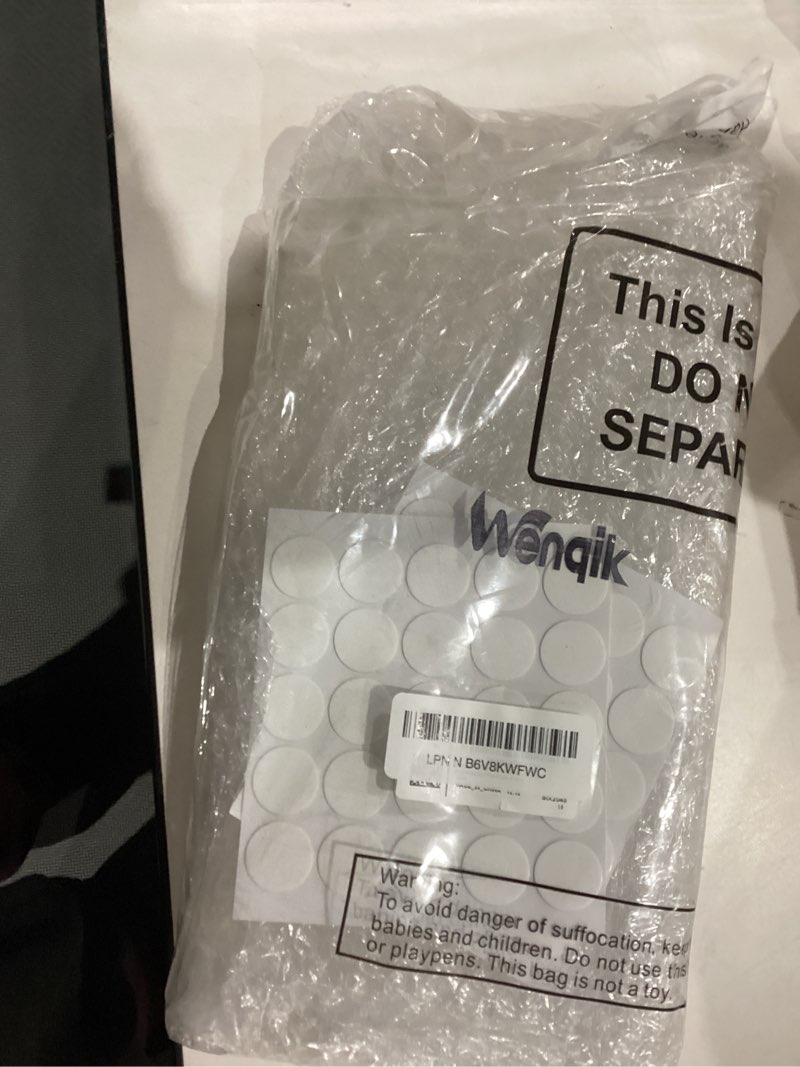 This Is
DO N
SEPAR
Wenqik
LPN N B6V8KWFWC
Warning:
To avoid danger of suffocation, keep
babies and children. Do not use this
or playpens. This bag is not a toy.